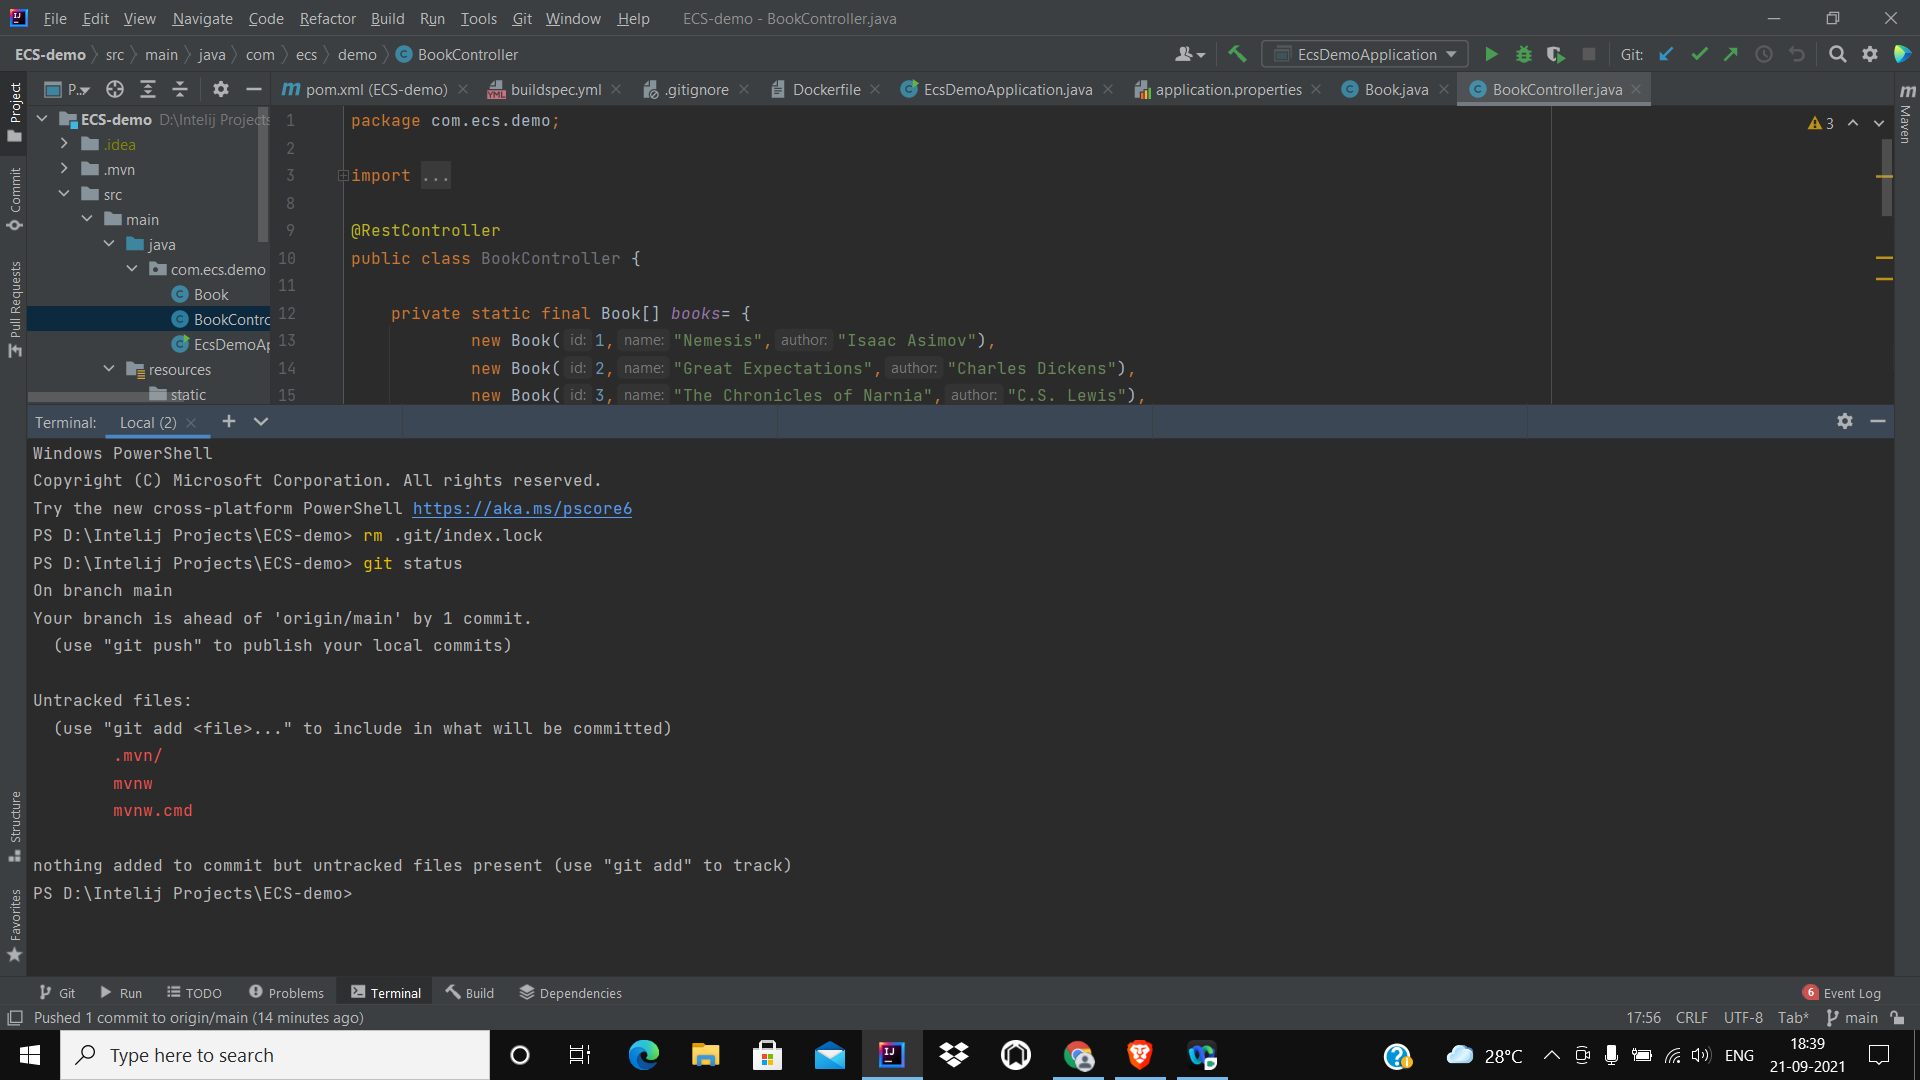 File Edit View Navigate Code Refactor Build Run Tools Git Window Help ECS-demo - BookController.java
ECS-demo src main java com ecs demo BookController EcsDemoApplication Git:
P... pom.xml (ECS-demo) buildspec.yml .gitignore Dockerfile EcsDemoApplication.java application.properties Book.java BookController.java
Project
Commit
Pull Requests
Structure
Favorites
Maven
ECS-demo D:\Intelij Projects
.idea
.mvn
src
main
java
com.ecs.demo
Book
BookContro
EcsDemoAp
resources
static
3
1 package com.ecs.demo;
2
3 import ...
8
9 @RestController
10 public class BookController {
11
12 private static final Book[] books= {
13 new Book( id: 1, name: "Nemesis", author: "Isaac Asimov"),
14 new Book( id: 2, name: "Great Expectations", author: "Charles Dickens"),
15 new Book( id: 3, name: "The Chronicles of Narnia", author: "C.S. Lewis"),
Terminal: Local (2)
Windows PowerShell
Copyright (C) Microsoft Corporation. All rights reserved.
Try the new cross-platform PowerShell https://aka.ms/pscore6
PS D:\Intelij Projects\ECS-demo> rm .git/index.lock
PS D:\Intelij Projects\ECS-demo> git status
On branch main
Your branch is ahead of 'origin/main' by 1 commit.
(use "git push" to publish your local commits)
Untracked files:
(use "git add <file>..." to include in what will be committed)
.mvn/
mvnw
mvnw.cmd
nothing added to commit but untracked files present (use "git add" to track)
PS D:\Intelij Projects\ECS-demo>
Git Run TODO Problems Terminal Build Dependencies 6 Event Log
Pushed 1 commit to origin/main (14 minutes ago) 17:56 CRLF UTF-8 Tab* main
Type here to search 28°C ENG 18:39
21-09-2021